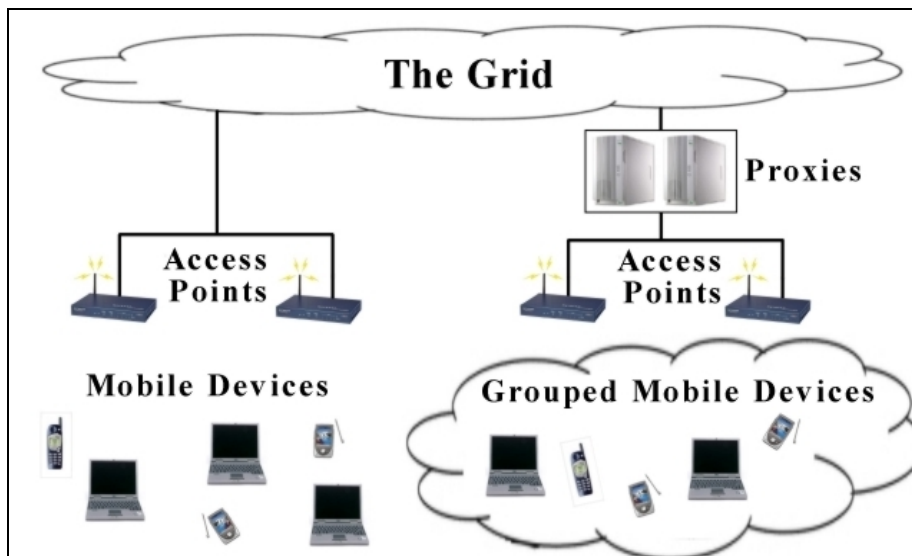 The Grid
Proxies
Access
Points
Access
Points
Mobile Devices
Grouped Mobile Devices